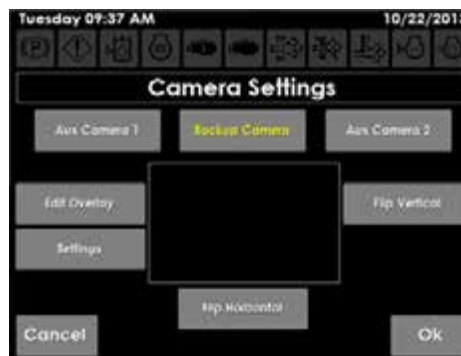 Tuesday 09:37 AM 10/22/2013
(P)
Camera Settings
Aux Camera 1 Backup Camera Aux Camera 2
Edit Overlay Flip Vertical
Settings
Flip Horizontal
Cancel Ok